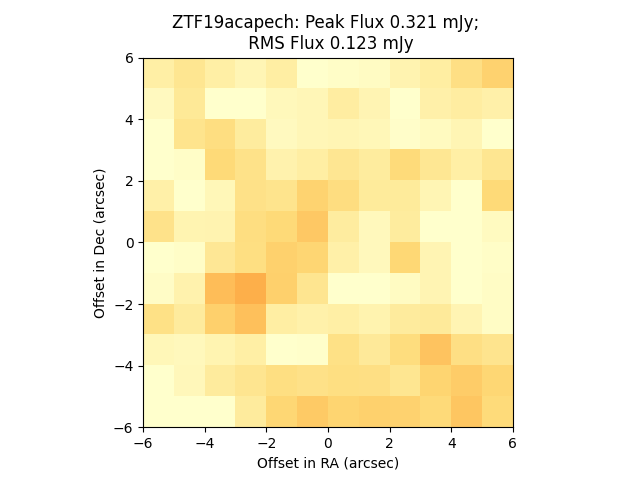 ZTF19acapech: Peak Flux 0.321 mJy;
RMS Flux 0.123 mJy
6
4
2
0
−2
−4
−6
Offset in Dec (arcsec)
−6 −4 −2 0 2 4 6
Offset in RA (arcsec)